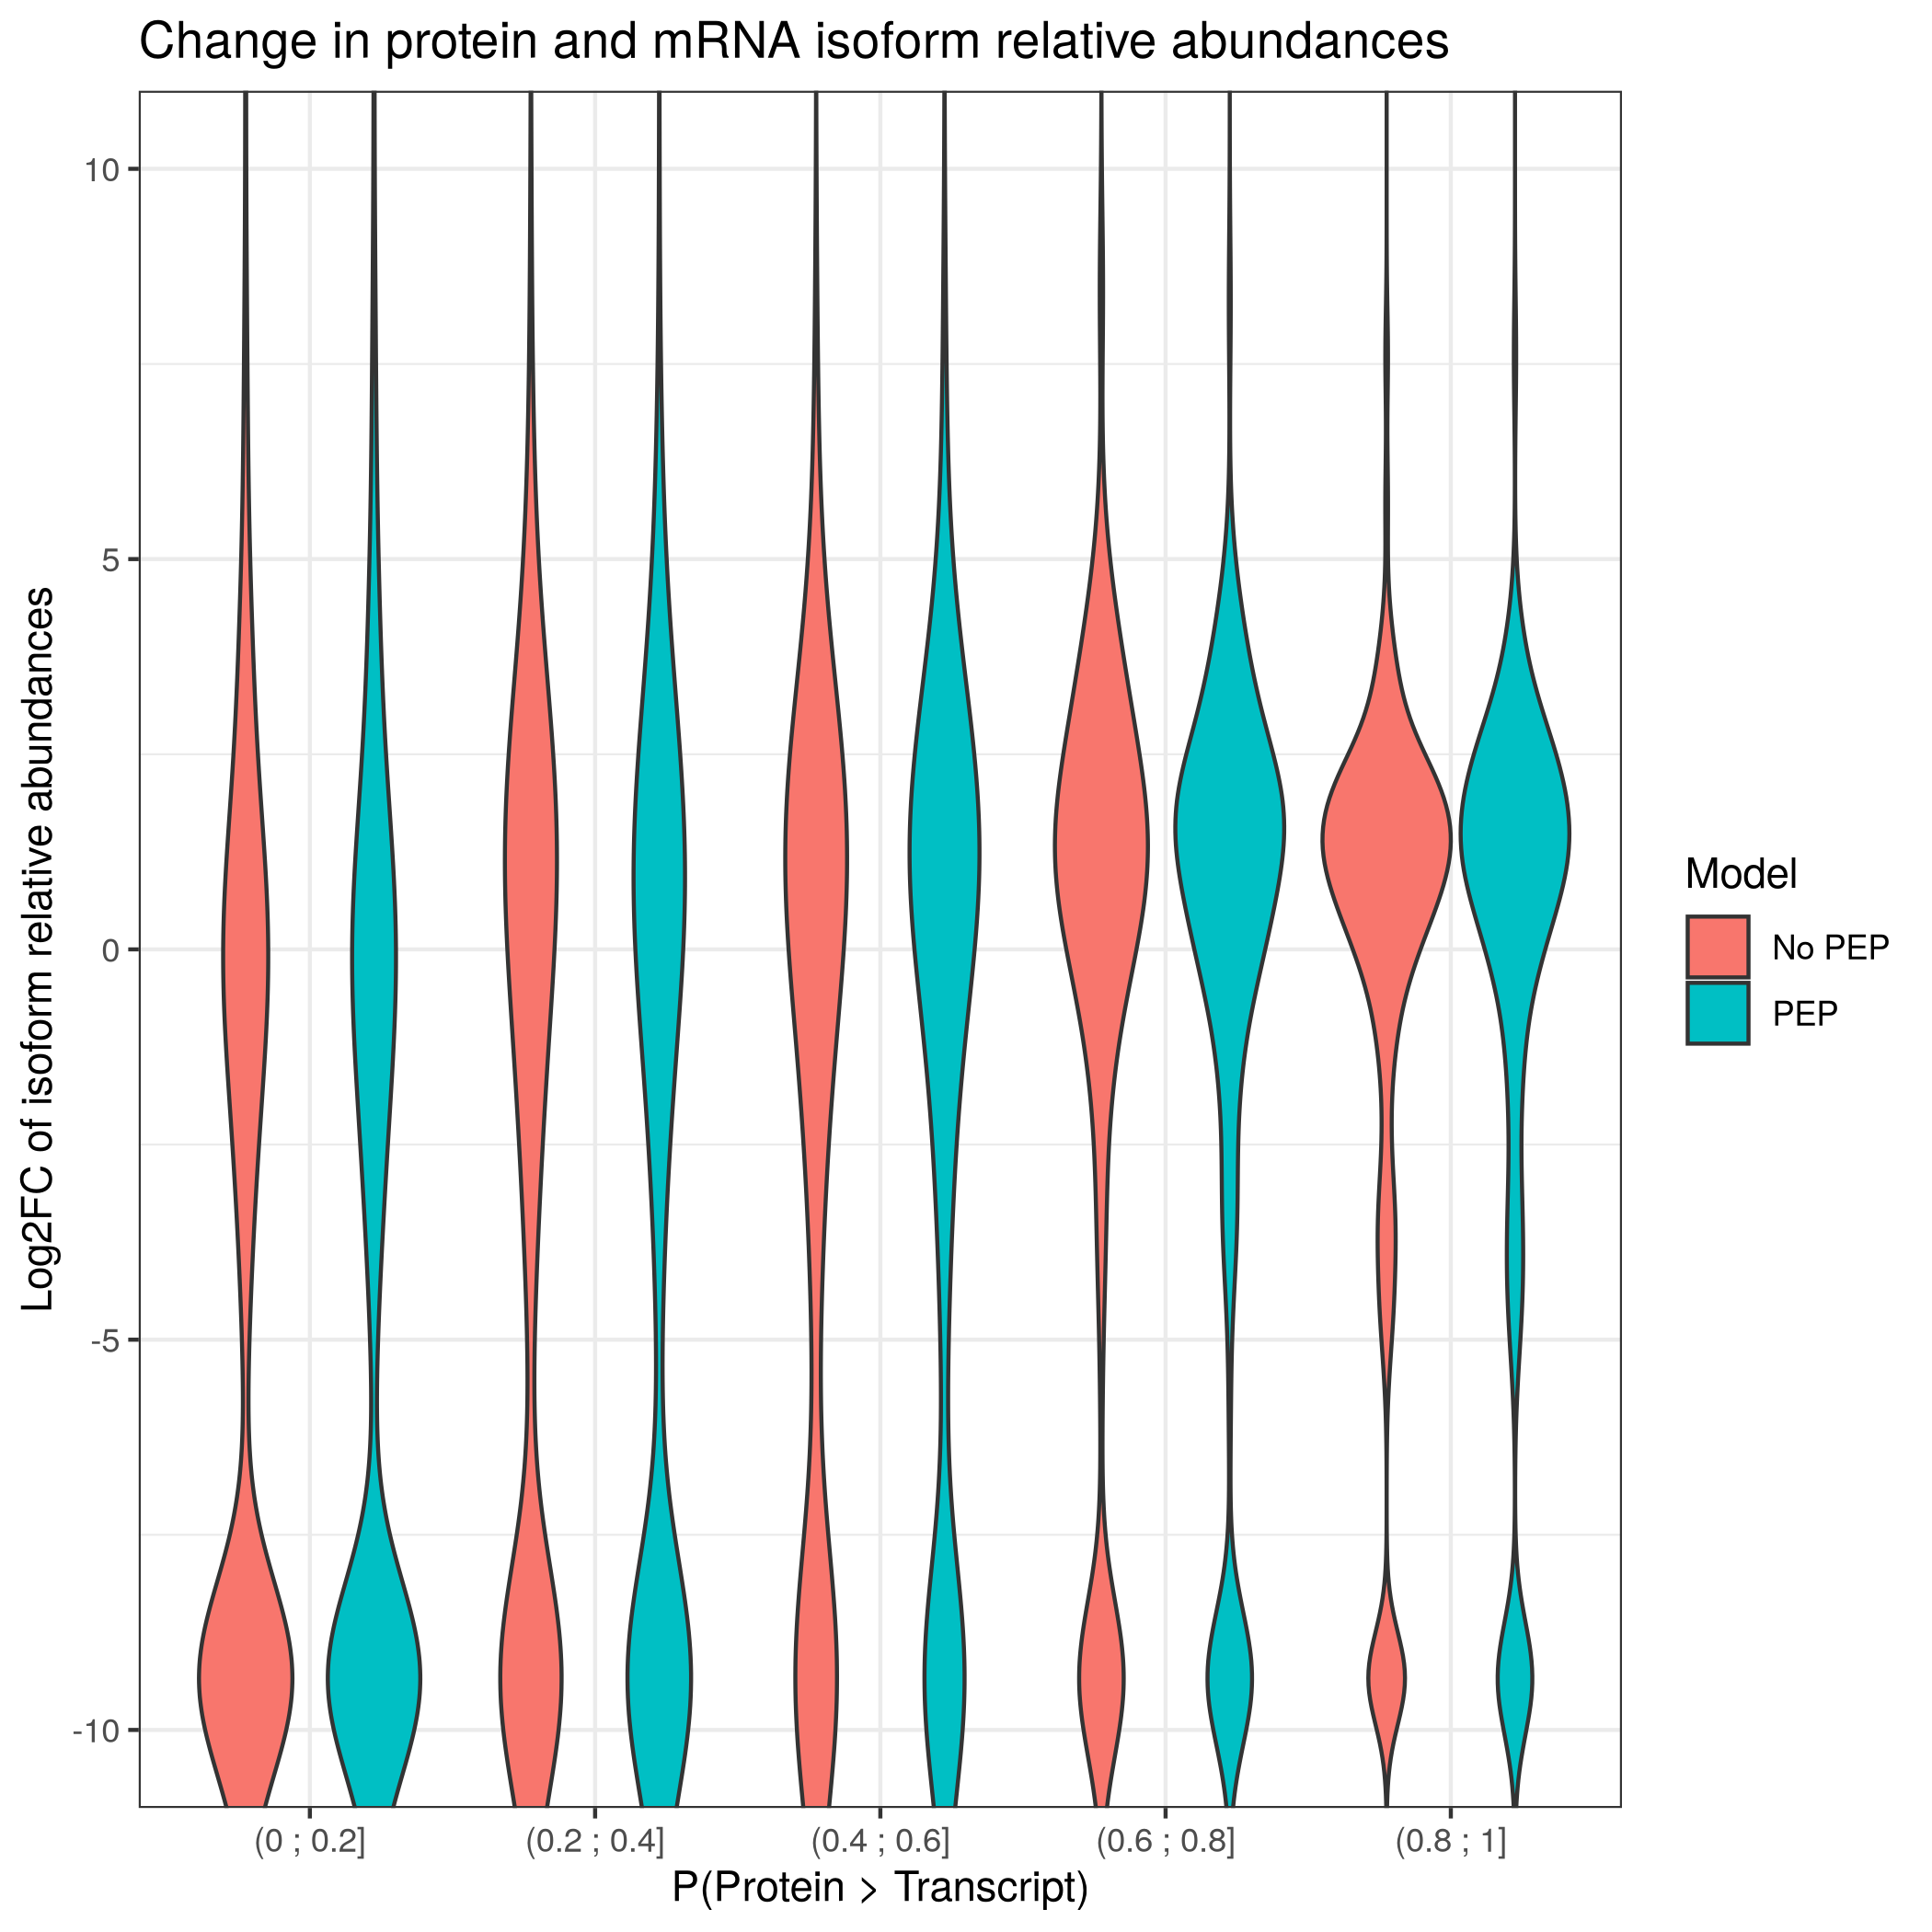 Change in protein and mRNA isoform relative abundances
Log2FC of isoform relative abundances
10
5
0
-5
-10
(0 ; 0.2]
(0.2 ; 0.4]
(0.4 ; 0.6]
(0.6 ; 0.8]
(0.8 ; 1]
P(Protein > Transcript)
Model
No PEP
PEP